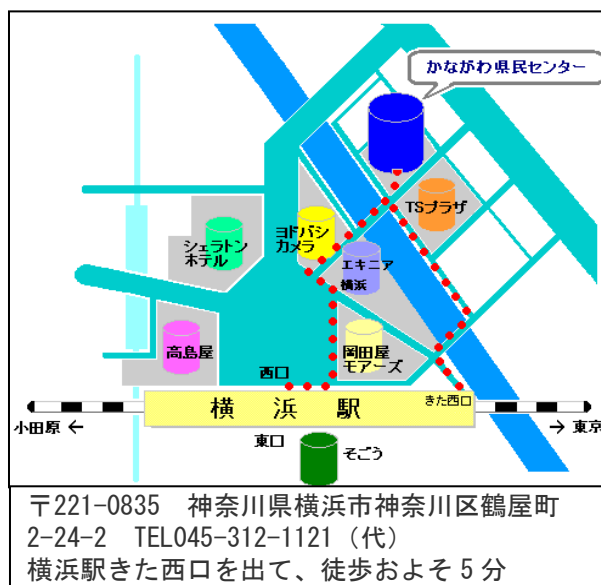 かながわ県民センター
TSプラザ
ヨドバシ
カメラ
シェラトン
ホテル
エキニア
横浜
高島屋
岡田屋
モアーズ
西口
きた西口
横浜駅
小田原 ←
→ 東京
東口
そごう
〒221-0835 神奈川県横浜市神奈川区鶴屋町
2-24-2 TEL045-312-1121（代）
横浜駅きた西口を出て、徒歩およそ5分